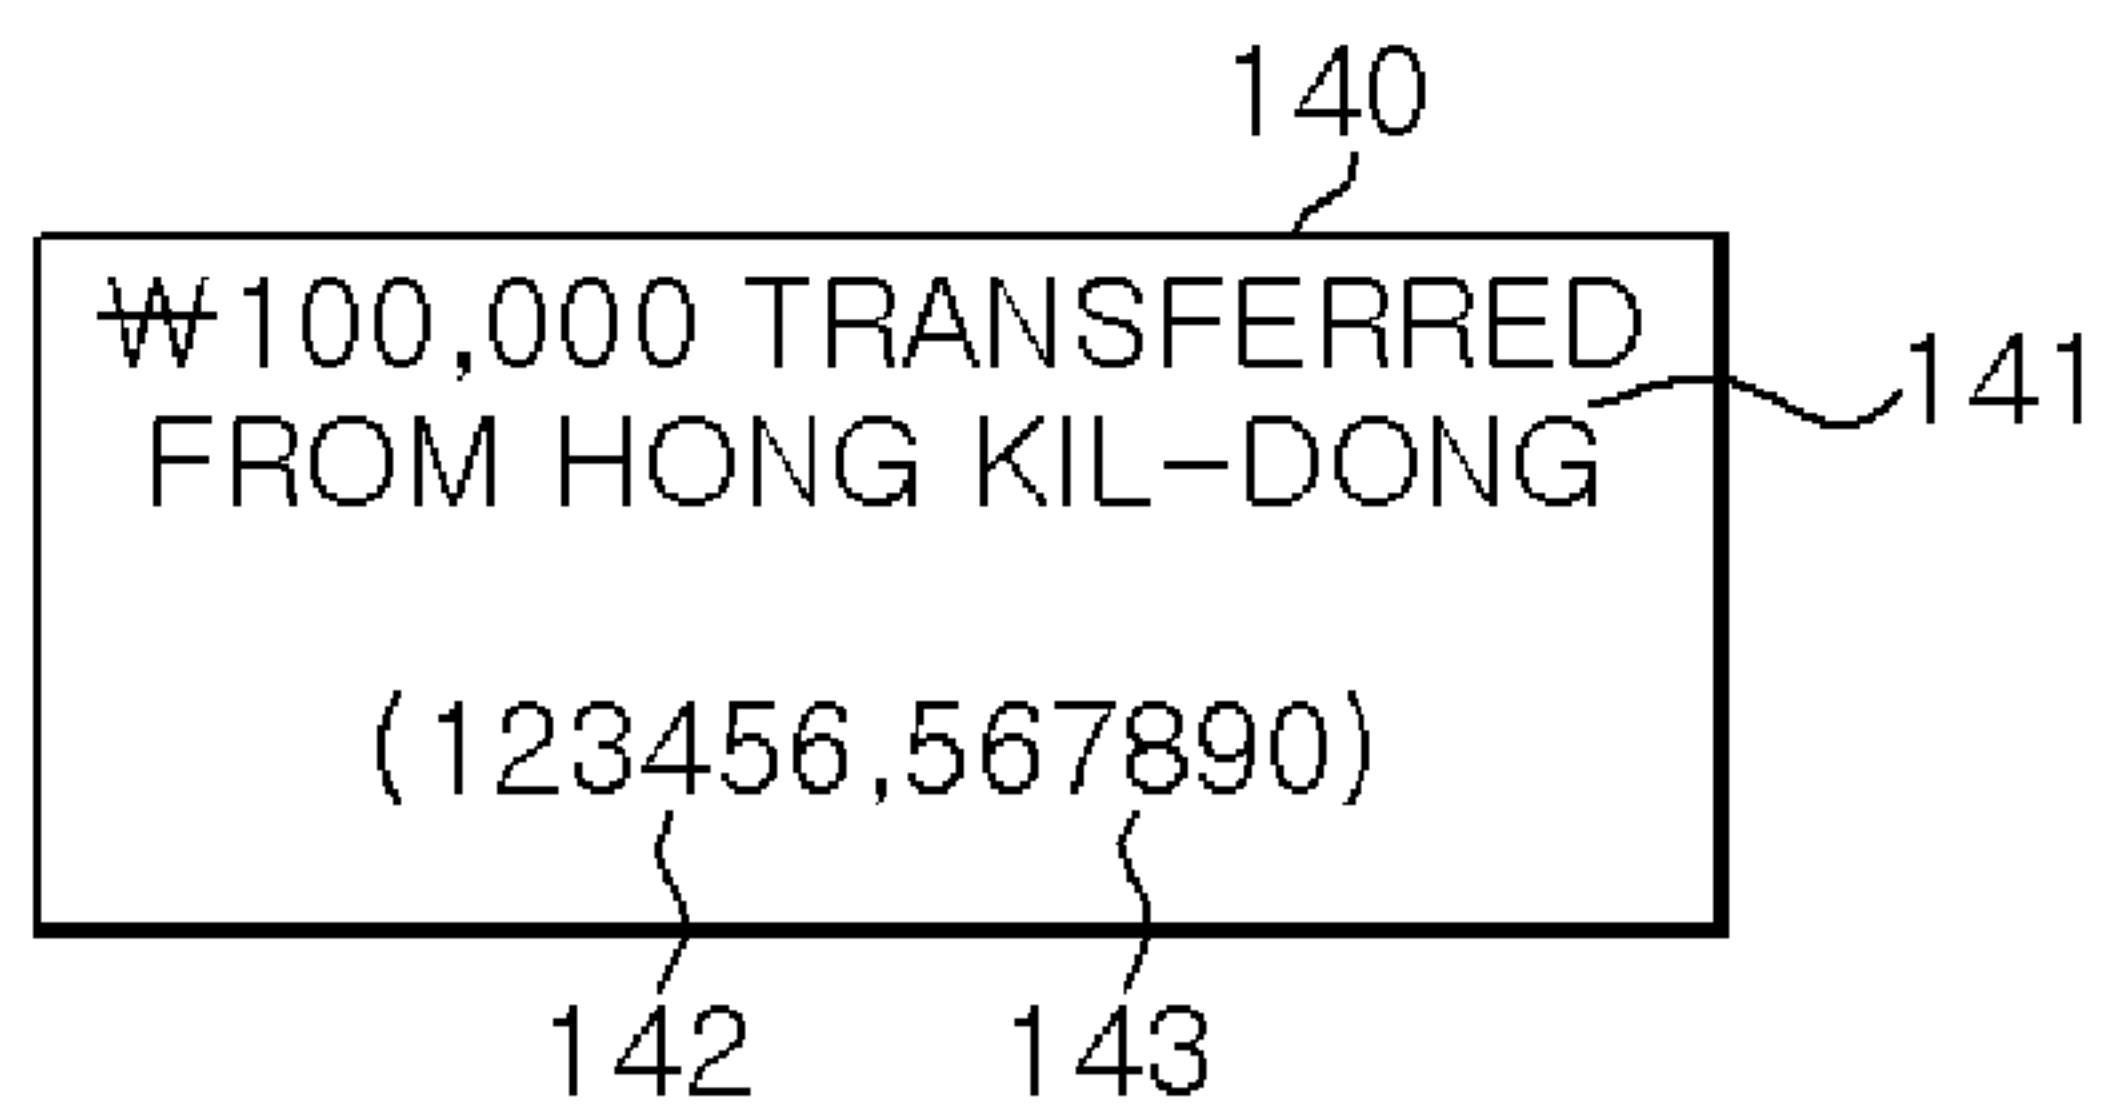 140
₩100,000 TRANSFERRED
FROM HONG KIL-DONG
141
(123456,567890)
142 143